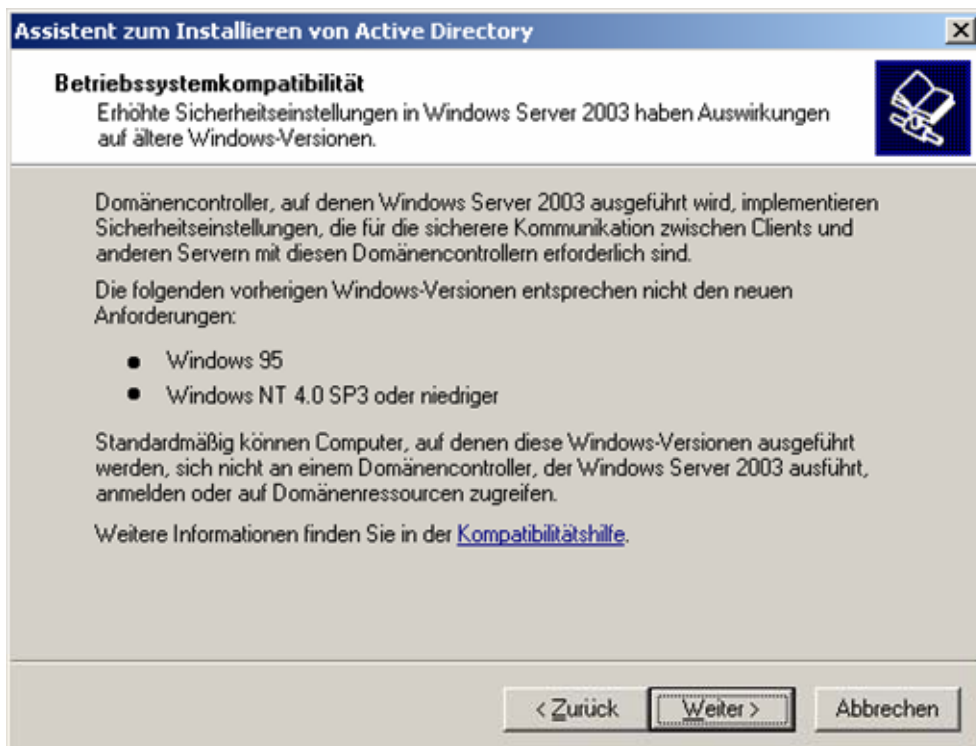 Assistent zum Installieren von Active Directory
Betriebssystemkompatibilität
Erhöhte Sicherheitseinstellungen in Windows Server 2003 haben Auswirkungen
auf ältere Windows-Versionen.
Domänencontroller, auf denen Windows Server 2003 ausgeführt wird, implementieren
Sicherheitseinstellungen, die für die sicherere Kommunikation zwischen Clients und
anderen Servern mit diesen Domänencontrollern erforderlich sind.
Die folgenden vorherigen Windows-Versionen entsprechen nicht den neuen
Anforderungen:
● Windows 95
● Windows NT 4.0 SP3 oder niedriger
Standardmäßig können Computer, auf denen diese Windows-Versionen ausgeführt
werden, sich nicht an einem Domänencontroller, der Windows Server 2003 ausführt,
anmelden oder auf Domänenressourcen zugreifen.
Weitere Informationen finden Sie in der Kompatibilitätshilfe.
< Zurück Weiter > Abbrechen